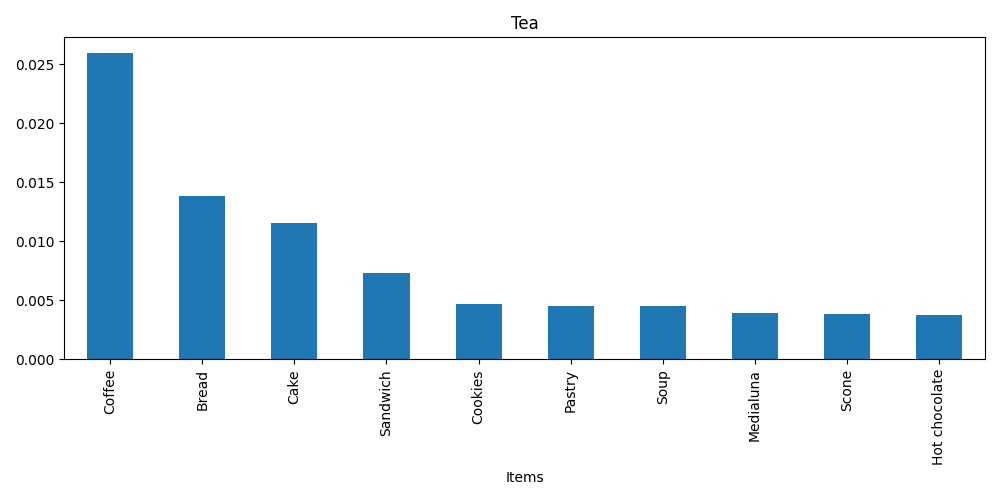 Tea
0.025
0.020
0.015
0.010
0.005
0.000
Coffee
Bread
Cake
Sandwich
Cookies
Pastry
Soup
Medialuna
Scone
Hot chocolate
Items